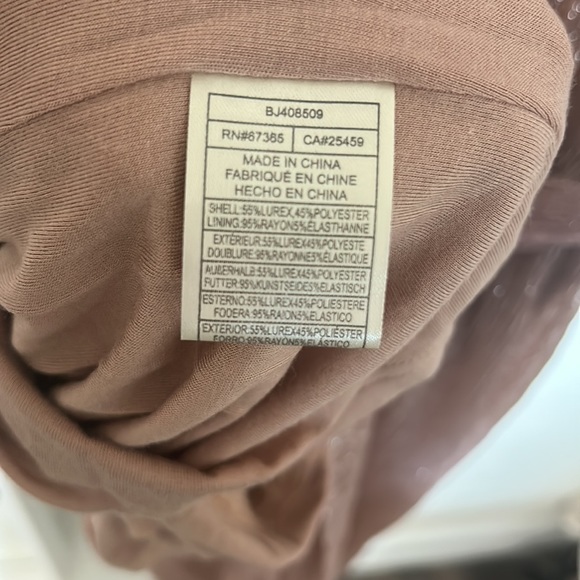 BJ408509
RN#67365 CA#25459
MADE IN CHINA
FABRIQUÉ EN CHINE
HECHO EN CHINA
SHELL:55%LUREX,45%POLYESTER
LINING:95%RAYON5%ELASTHANNE
EXTÉRIEUR:55%LUREX45%POLYESTE
DOUBLURE:95%RAYONNE5%ÉLASTIQUE
AUßERHALB:55%LUREX45%POLYESTER
FUTTER:95%KUNSTSEIDE5%ELASTISCH
ESTERNO:55%LUREX45%POLIESTERE
FODERA:95%RAION5%ELASTICO
EXTERIOR:55%LUREX45%POLIÉSTER
FORRO:95%RAYON5%ELÁSTICO